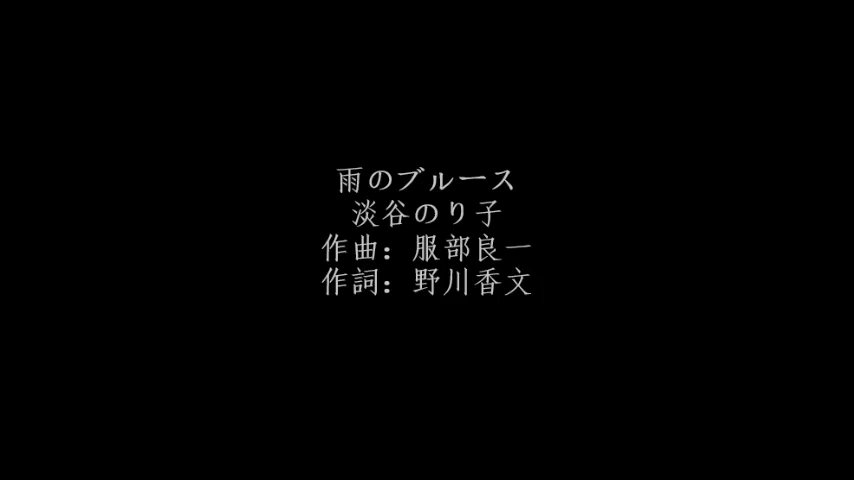 雨のブルース
淡谷のり子
作曲：服部良一
作詞：野川香文